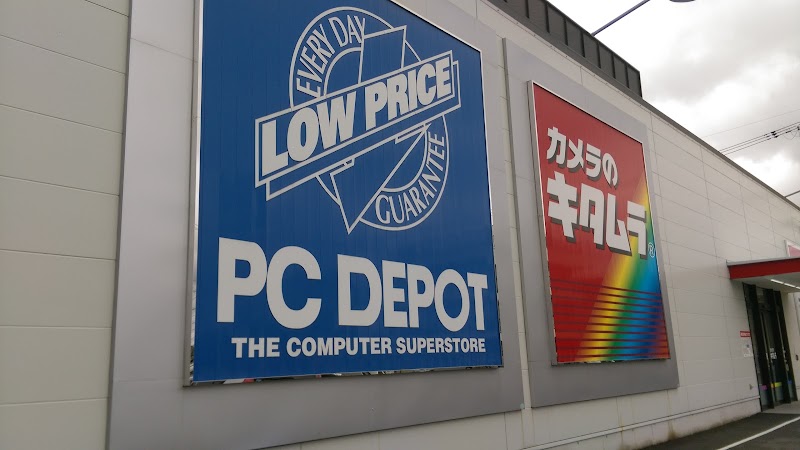 EVERY DAY
LOW PRICE
GUARANTEE
PC DEPOT
THE COMPUTER SUPERSTORE
カメラの
キタムラ®